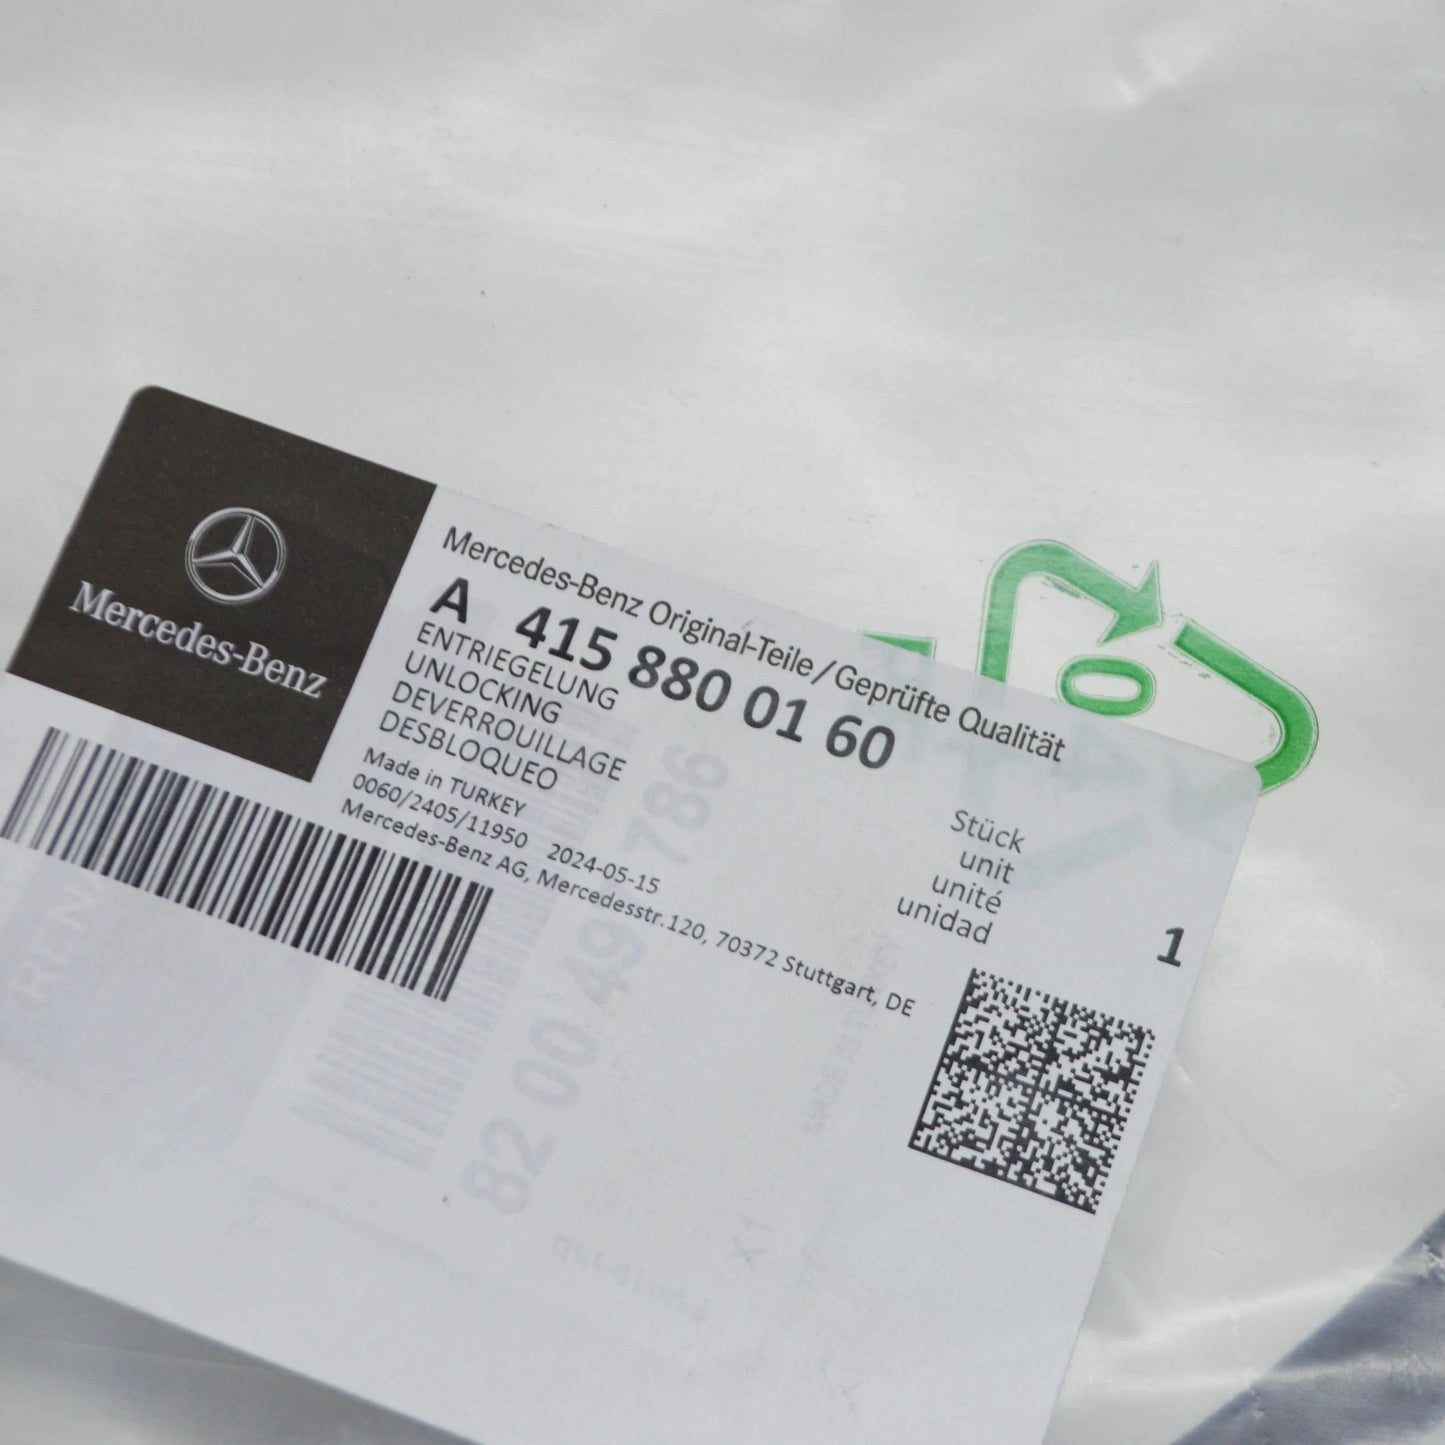 Mercedes-Benz
Mercedes-Benz Original-Teile/Geprüfte Qualität
A 415 880 01 60
ENTRIEGELUNG
UNLOCKING
DEVERROUILLAGE
DESBLOQUEO
Made in TURKEY
0060/2405/11950 2024-05-15
Mercedes-Benz AG, Mercedesstr.120, 70372 Stuttgart, DE
Stück
unit
unité
unidad
1
82 00 497 786
X1